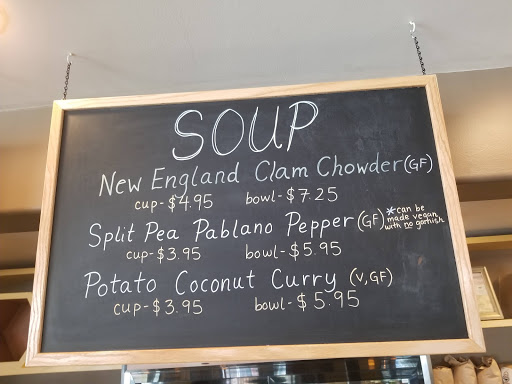 SOUP
New England Clam Chowder (GF)
cup - $4.95 bowl - $7.25
Split Pea Pablano Pepper (GF) *can be made vegan with no garnish
cup - $3.95 bowl - $5.95
Potato Coconut Curry (V, GF)
cup - $3.95 bowl - $5.95